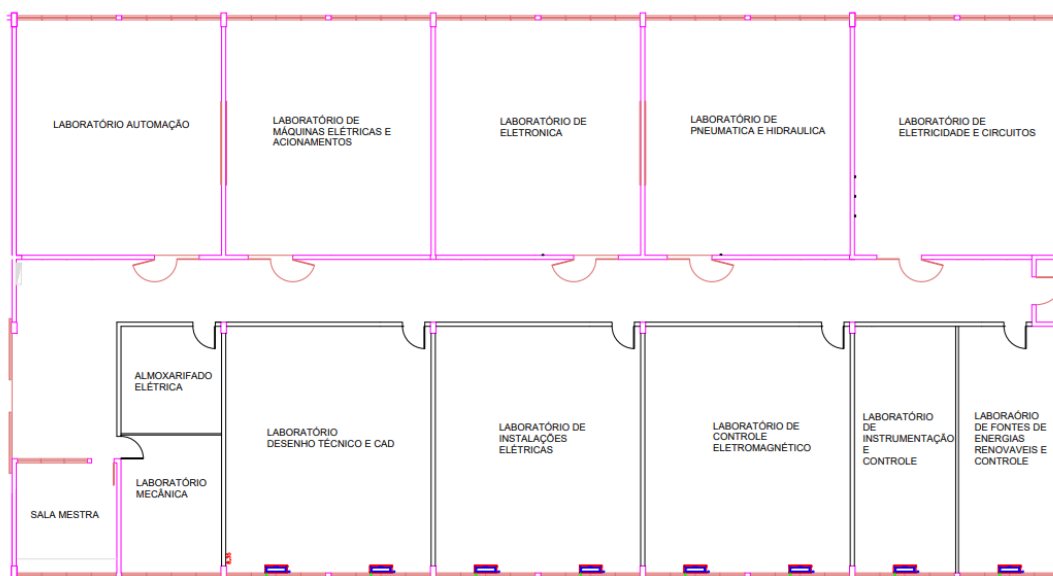 LABORATÓRIO AUTOMAÇÃO
LABORATÓRIO DE
MÁQUINAS ELÉTRICAS E
ACIONAMENTOS
LABORATÓRIO DE
ELETRONICA
LABORATÓRIO DE
PNEUMATICA E HIDRAULICA
LABORATÓRIO DE
ELETRICIDADE E CIRCUITOS
ALMOXARIFADO
ELÉTRICA
LABORATÓRIO
MECÂNICA
SALA MESTRA
LABORATÓRIO
DESENHO TÉCNICO E CAD
LABORATÓRIO DE
INSTALAÇÕES
ELÉTRICAS
LABORATÓRIO DE
CONTROLE
ELETROMAGNÉTICO
LABORATÓRIO
DE
INSTRUMENTAÇÃO
E
CONTROLE
LABORAÓRIO
DE FONTES DE
ENERGIAS
RENOVAVEIS E
CONTROLE